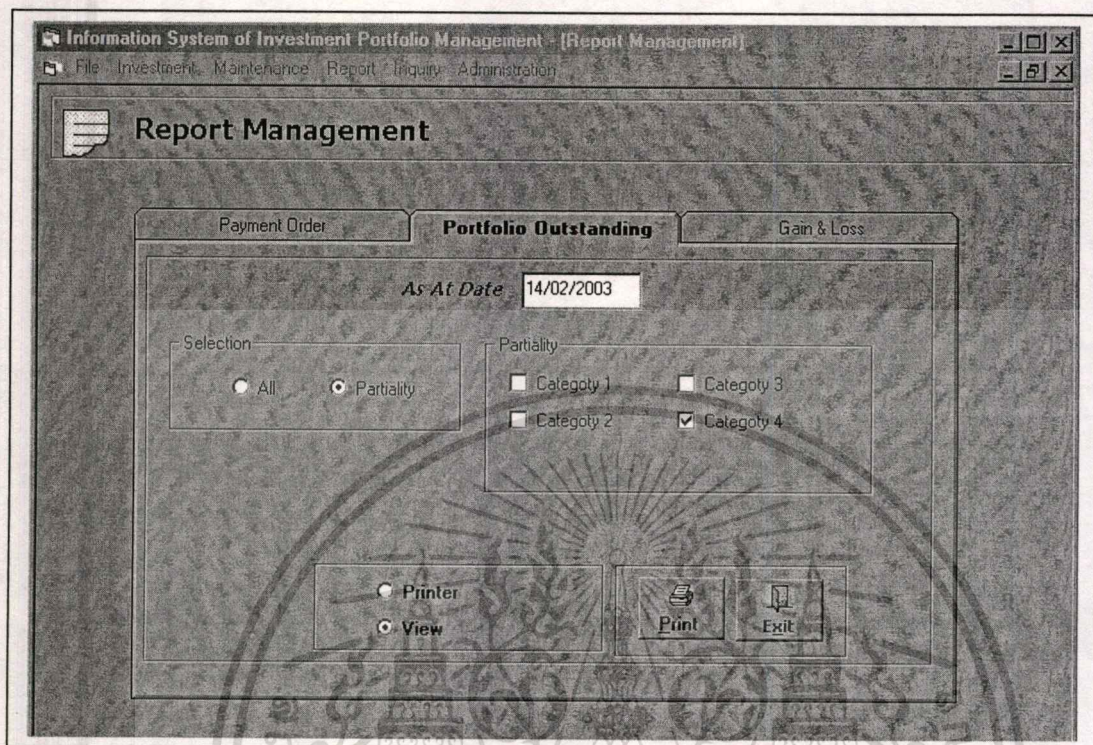 Information System of Investment Portfolio Management - [Report Management]
File Investment Maintenance Report Inquiry Administration
Report Management
Payment Order Portfolio Outstanding Gain & Loss
As At Date 14/02/2003
Selection Partiality
All Partiality Categoty 1 Categoty 3
Categoty 2 Categoty 4
Printer
View
Print Exit